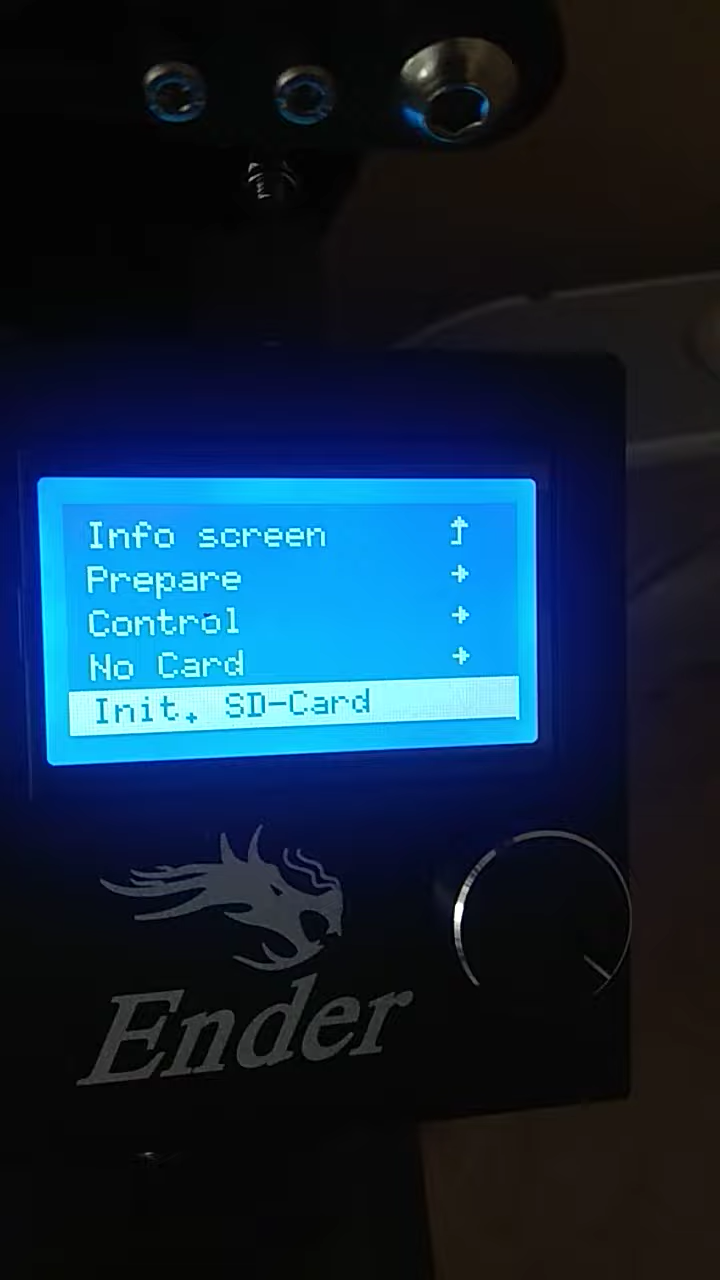 Info screen
Prepare
Control
No Card
Init. SD-Card
Ender